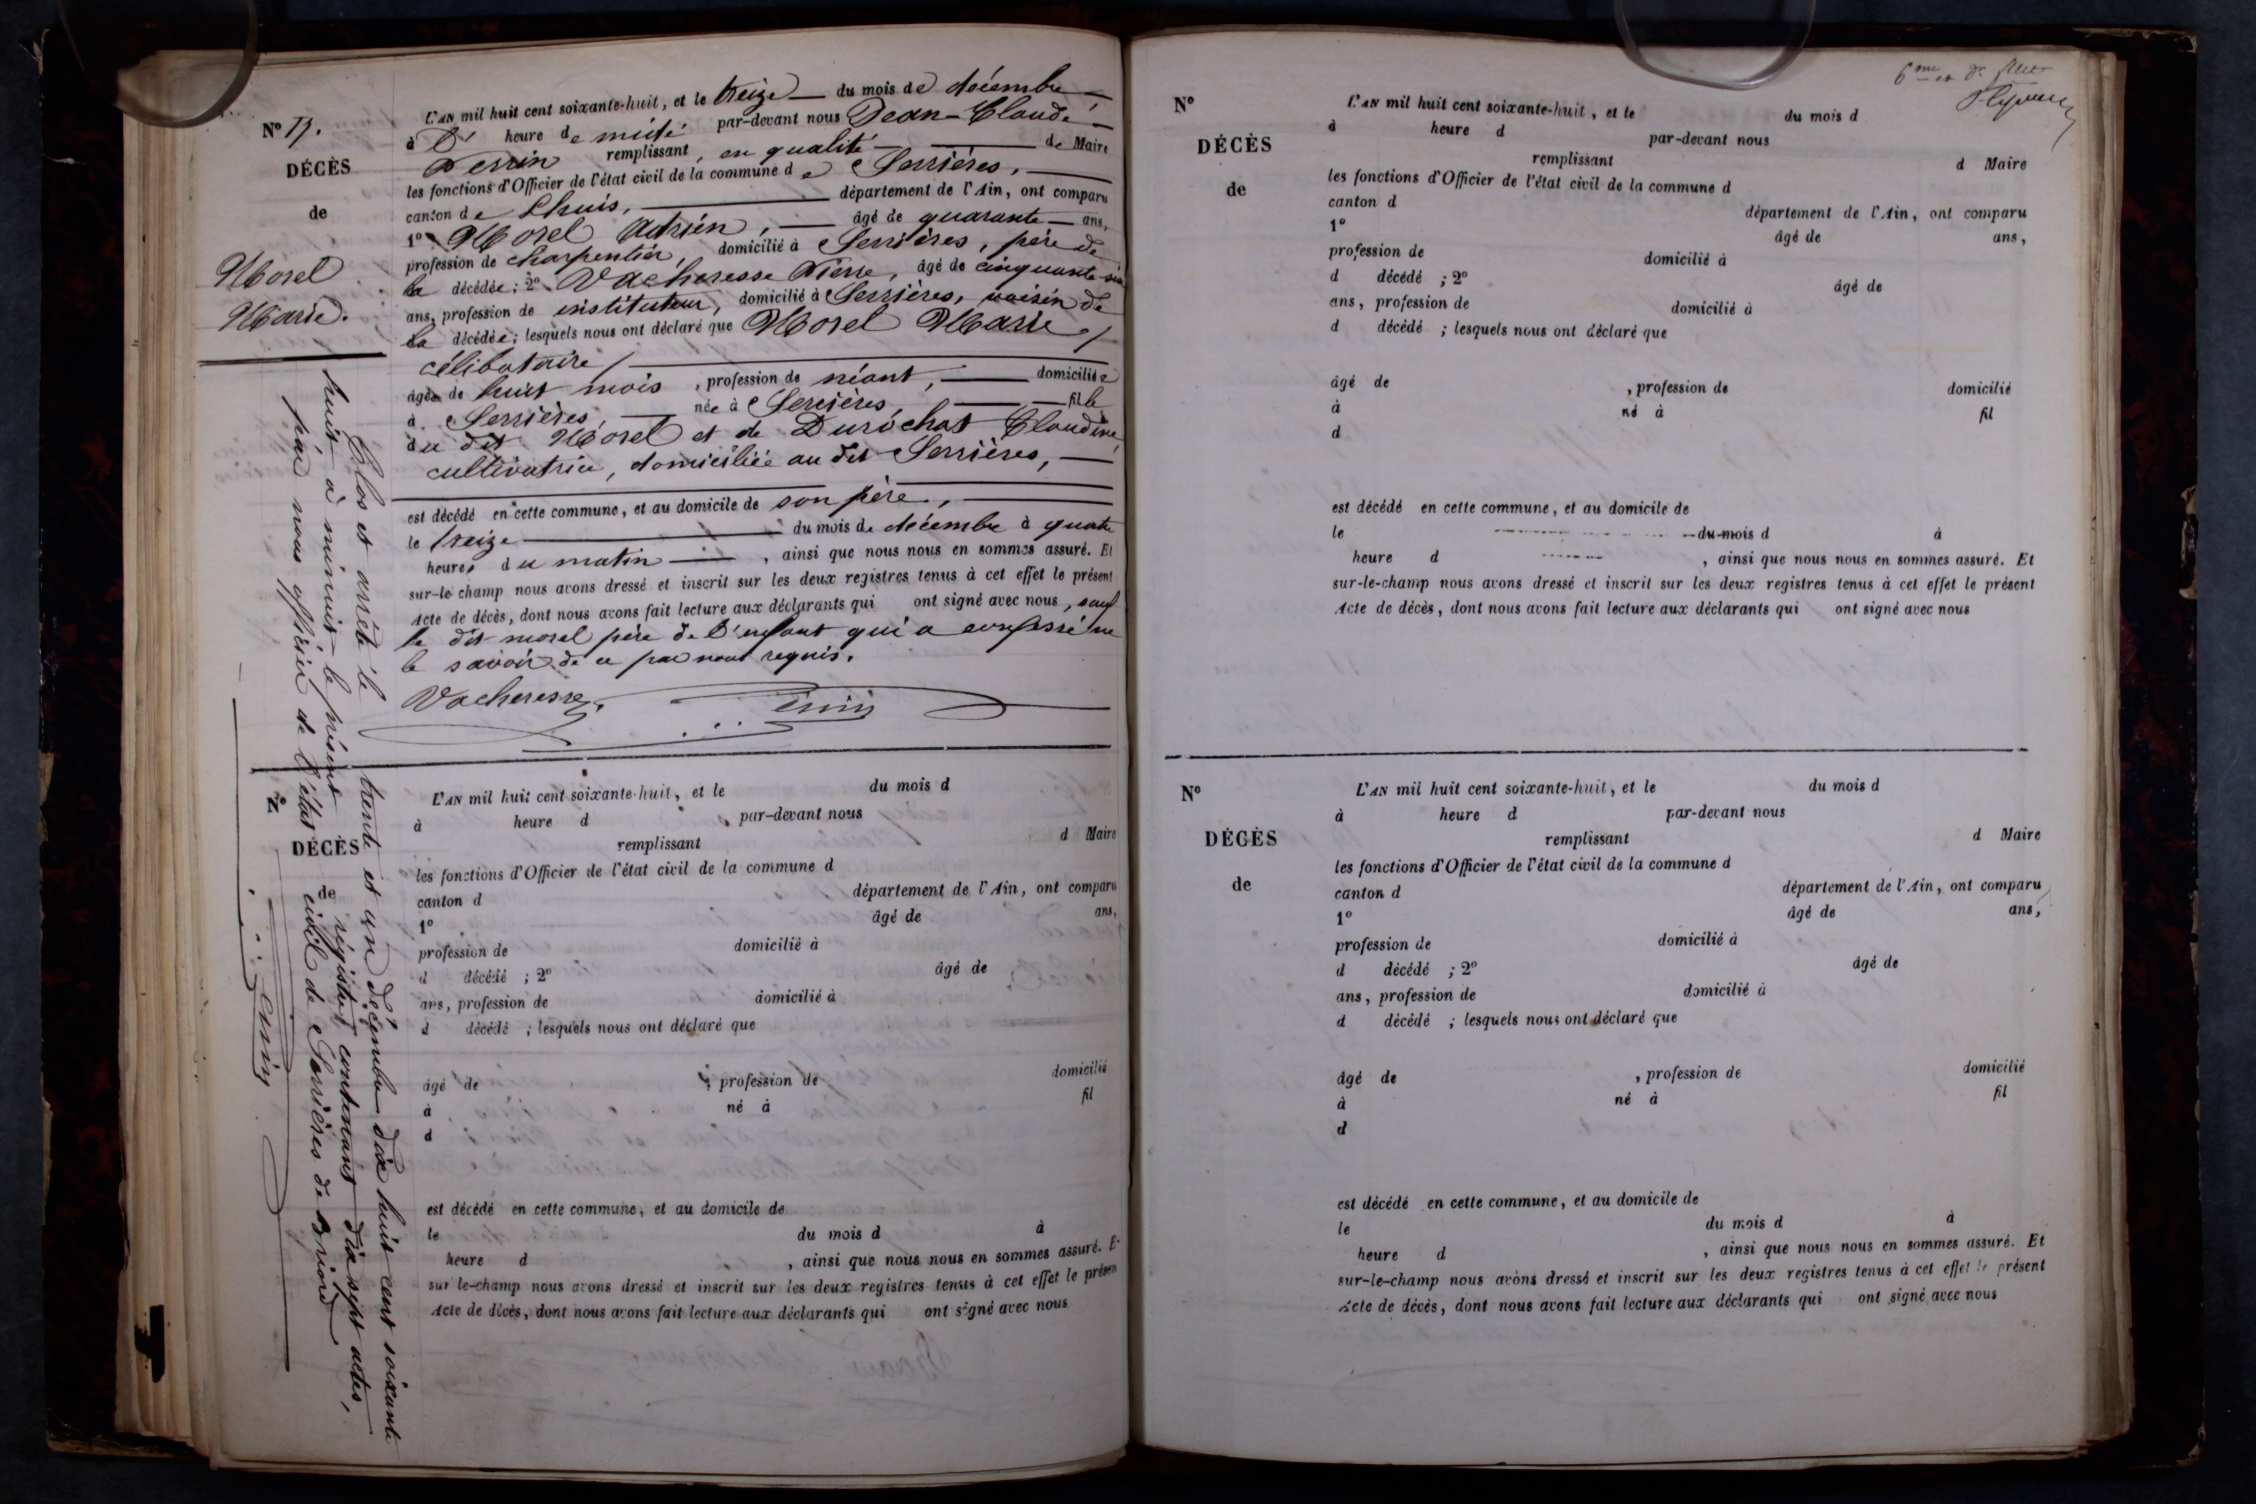 N° 17.
DÉCÈS
de
Morel
Marie.
L'AN mil huit cent soixante-huit, et le treize du mois de décembre
à l' heure de midi par-devant nous Jean-Claude
Perrin remplissant, en qualité de Maire
les fonctions d'Officier de l'état civil de la commune de Serrières,
canton de Lhuis, département de l'Ain, ont comparu
1° Morel Adrien, âgé de quarante ans,
profession de charpentier, domicilié à Serrières, père de
la décédée; 2° Vacheresse Pierre, âgé de cinquante six
ans, profession de instituteur, domicilié à Serrières, voisin de
la décédée; lesquels nous ont déclaré que Morel Marie,
célibataire,
âgée de huit mois, profession de néant, domiciliée
à Serrières, née à Serrières, fille
du dit Morel et de Durochat Claudine,
cultivatrice, domiciliée au dit Serrières,
est décédé en cette commune, et au domicile de son père,
le treize du mois de décembre à quatre
heures du matin, ainsi que nous nous en sommes assuré. Et
sur-le champ nous avons dressé et inscrit sur les deux registres tenus à cet effet le présent
Acte de décès, dont nous avons fait lecture aux déclarants qui ont signé avec nous, sauf
le dit morel père de l'enfant qui a confessé ne
le savoir de ce par nous requis.
Vacheresse. Perrin
Clos et arrêté le trente et un décembre dix huit cent soixante
huit à minuit le présent régistre contenant dix sept actes,
par nous officier de l'état civil de Serrières de Briord
Perrin
N°
DÉCÈS
de
L'AN mil huit cent soixante-huit, et le du mois d
à heure d par-devant nous
remplissant d Maire
les fonctions d'Officier de l'état civil de la commune d
canton d département de l'Ain, ont comparu
1° âgé de ans,
profession de domicilié à
d décédé ; 2° âgé de
ans, profession de domicilié à
d décédé ; lesquels nous ont déclaré que
âgé de , profession de domicilié
à né à fil
d
est décédé en cette commune, et au domicile de
le du mois d à
heure d , ainsi que nous nous en sommes assuré. E
sur le-champ nous avons dressé et inscrit sur les deux registres tenus à cet effet le présen
Acte de décès, dont nous avons fait lecture aux déclarants qui ont signé avec nous
6me et
N°
DÉCÈS
de
L'AN mil huit cent soixante-huit, et le du mois d
à heure d par-devant nous
remplissant d Maire
les fonctions d'Officier de l'état civil de la commune d
canton d département de l'Ain, ont comparu
1° âgé de ans,
profession de domicilié à
d décédé ; 2° âgé de
ans, profession de domicilié à
d décédé ; lesquels nous ont déclaré que
âgé de , profession de domicilié
à né à fil
d
est décédé en cette commune, et au domicile de
le du mois d à
heure d , ainsi que nous nous en sommes assuré. Et
sur-le-champ nous avons dressé et inscrit sur les deux registres tenus à cet effet le présent
Acte de décès, dont nous avons fait lecture aux déclarants qui ont signé avec nous
N°
DÉCÈS
de
L'AN mil huit cent soixante-huit, et le du mois d
à heure d par-devant nous
remplissant d Maire
les fonctions d'Officier de l'état civil de la commune d
canton d département de l'Ain, ont comparu
1° âgé de ans,
profession de domicilié à
d décédé ; 2° âgé de
ans, profession de domicilié à
d décédé ; lesquels nous ont déclaré que
âgé de , profession de domicilié
à né à fil
d
est décédé en cette commune, et au domicile de
le du mois d à
heure d , ainsi que nous nous en sommes assuré. Et
sur-le-champ nous avons dressé et inscrit sur les deux registres tenus à cet effet le présent
Acte de décès, dont nous avons fait lecture aux déclarants qui ont signé avec nous